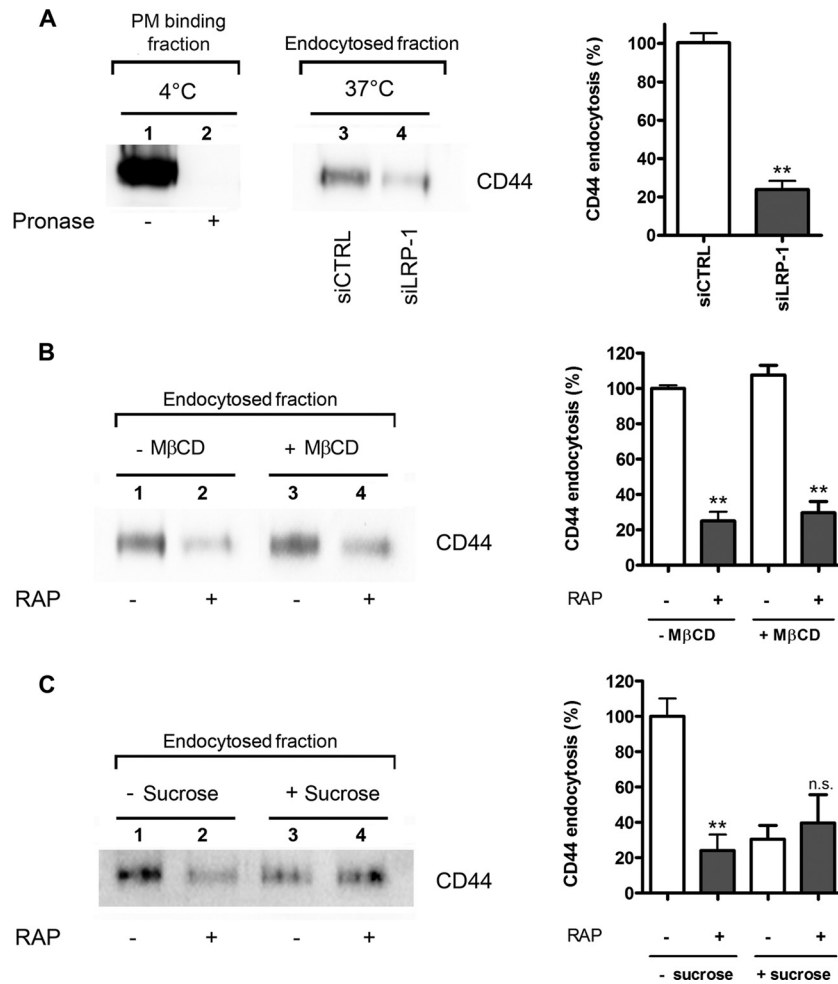 A
PM binding
fraction
4°C
1 2
Pronase - +
Endocytosed fraction
37°C
3 4
CD44
siCTRL
siLRP-1
CD44 endocytosis (%)
100
80
60
40
20
0
**
siCTRL
siLRP-1
B
Endocytosed fraction
- MβCD + MβCD
1 2 3 4
CD44
RAP - + - +
CD44 endocytosis (%)
120
100
80
60
40
20
0
** **
RAP - + - +
- MβCD + MβCD
C
Endocytosed fraction
- Sucrose + Sucrose
1 2 3 4
CD44
RAP - + - +
CD44 endocytosis (%)
120
100
80
60
40
20
0
** n.s.
RAP - + - +
- sucrose + sucrose